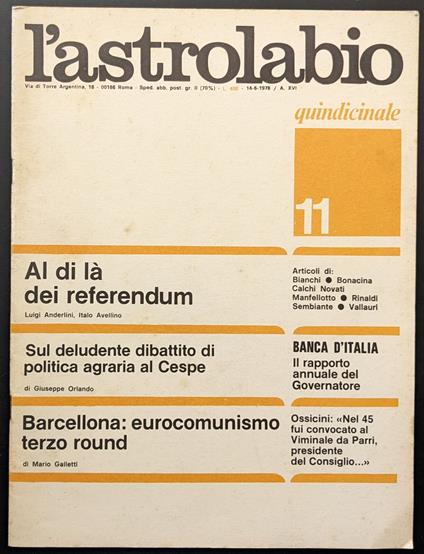 l'astrolabio
Via di Torre Argentina, 18 - 00186 Roma - Sped. abb. post. gr. II (70%) - L. 400 - 14-6-1978 / A. XVI
quindicinale
11
Al di là
dei referendum
Luigi Anderlini, Italo Avellino
Articoli di:
Bianchi ● Bonacina
Calchi Novati
Manfellotto ● Rinaldi
Sembiante ● Vallauri
Sul deludente dibattito di
politica agraria al Cespe
di Giuseppe Orlando
BANCA D'ITALIA
Il rapporto
annuale del
Governatore
Barcellona: eurocomunismo
terzo round
di Mario Galletti
Ossicini: «Nel 45
fui convocato al
Viminale da Parri,
presidente
del Consiglio...»